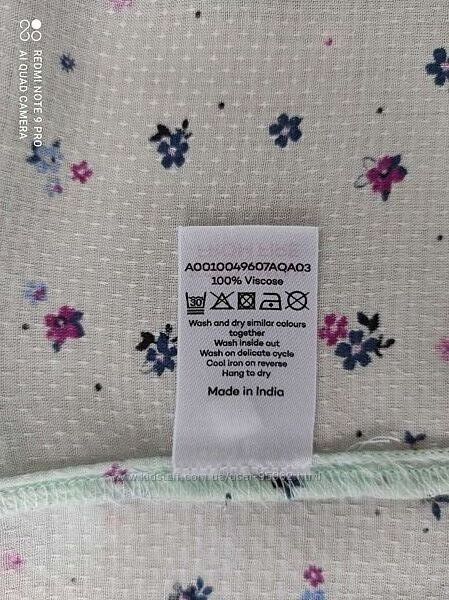 REDMI NOTE 9 PRO
AI QUAD CAMERA
A0010049607AQA03
100% Viscose
30
Wash and dry similar colours
together
Wash inside out
Wash on delicate cycle
Cool iron on reverse
Hang to dry
Made in India